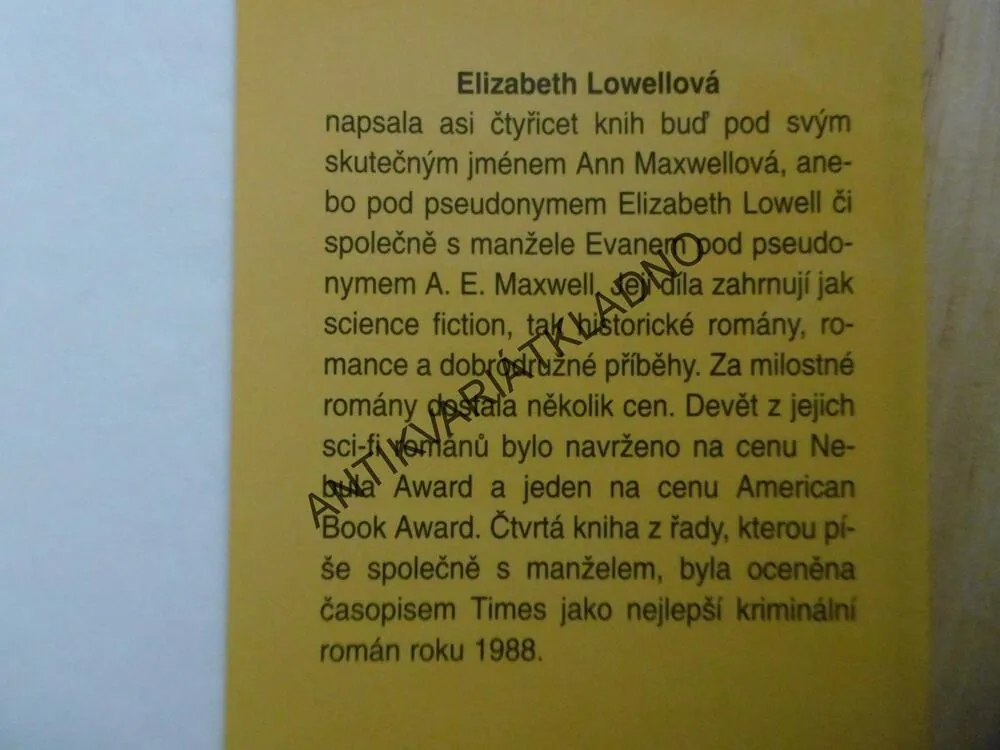 Elizabeth Lowellová
napsala asi čtyřicet knih buď pod svým
skutečným jménem Ann Maxwellová, ane-
bo pod pseudonymem Elizabeth Lowell či
společně s manžele Evanem pod pseudo-
nymem A. E. Maxwell. Její díla zahrnují jak
science fiction, tak historické romány, ro-
mance a dobrodružné příběhy. Za milostné
romány dostala několik cen. Devět z jejich
sci-fi románů bylo navrženo na cenu Ne-
bula Award a jeden na cenu American
Book Award. Čtvrtá kniha z řady, kterou pí-
še společně s manželem, byla oceněna
časopisem Times jako nejlepší kriminální
román roku 1988.
ANTIKVARIÁTKLADNO